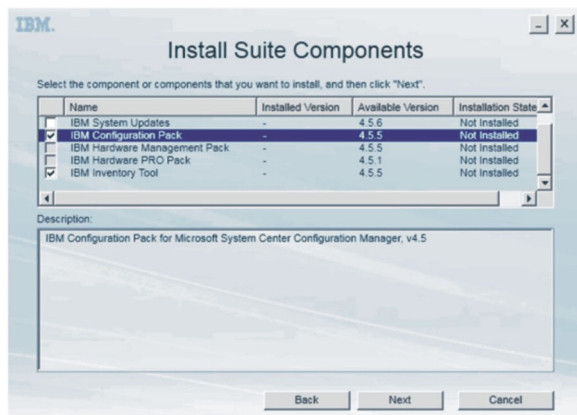 IBM.
Install Suite Components
Select the component or components that you want to install, and then click "Next".
Name Installed Version Available Version Installation State
IBM System Updates - 4.5.6 Not Installed
IBM Configuration Pack - 4.5.5 Not Installed
IBM Hardware Management Pack - 4.5.5 Not Installed
IBM Hardware PRO Pack - 4.5.1 Not Installed
IBM Inventory Tool - 4.5.5 Not Installed
Description:
IBM Configuration Pack for Microsoft System Center Configuration Manager, v4.5
Back Next Cancel